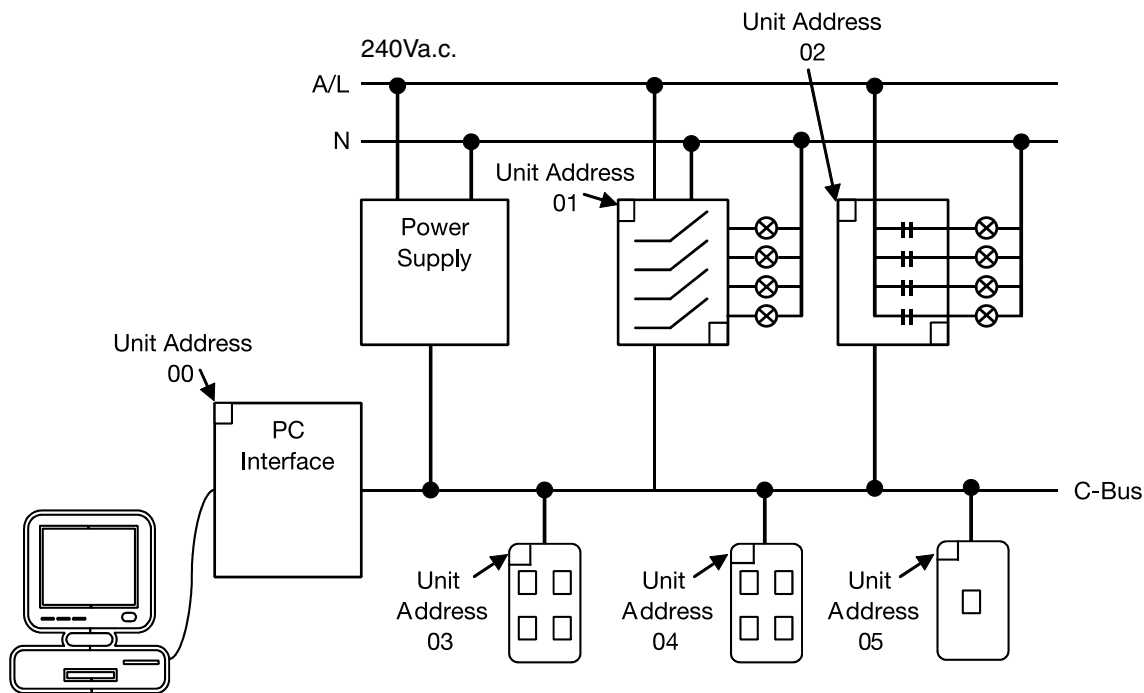 Unit Address
02
240Va.c.
A/L
N
Unit Address
01
Power
Supply
Unit Address
00
PC
Interface
C-Bus
Unit
Address
03
Unit
Address
04
Unit
Address
05